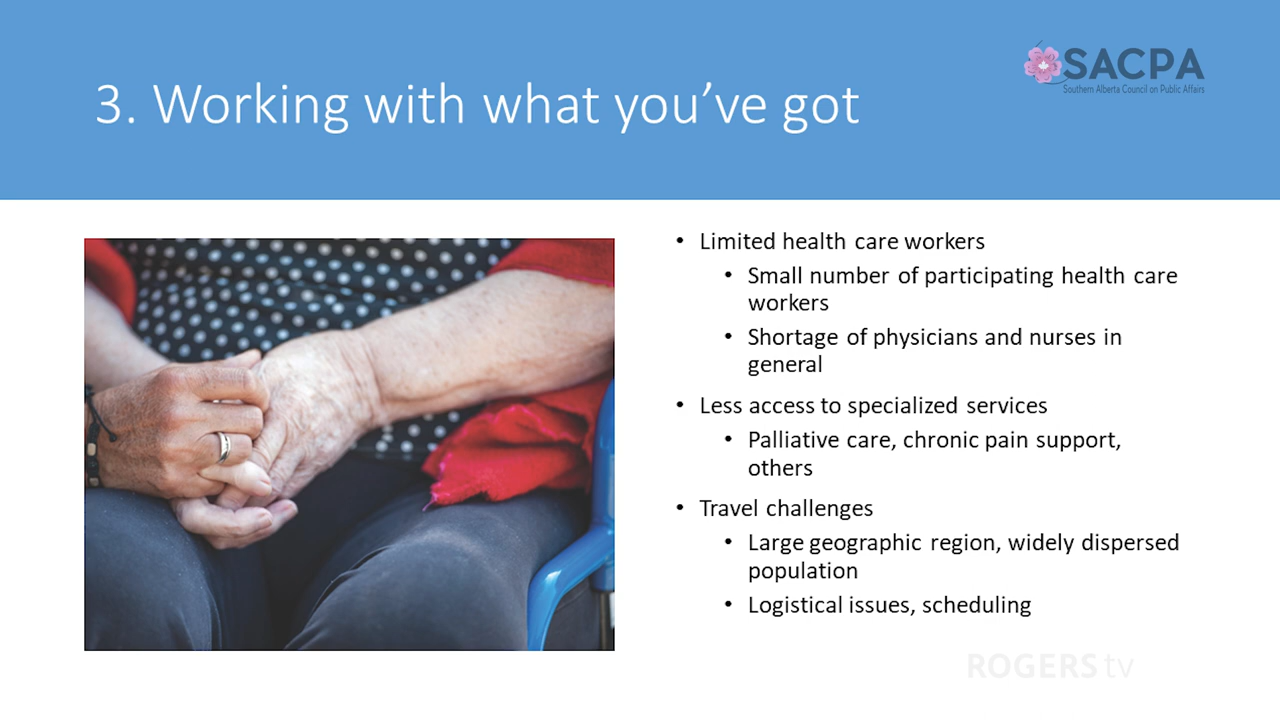 SACPA
Southern Alberta Council on Public Affairs
3. Working with what you’ve got
• Limited health care workers
• Small number of participating health care
workers
• Shortage of physicians and nurses in
general
• Less access to specialized services
• Palliative care, chronic pain support,
others
• Travel challenges
• Large geographic region, widely dispersed
population
• Logistical issues, scheduling
ROGERS tv